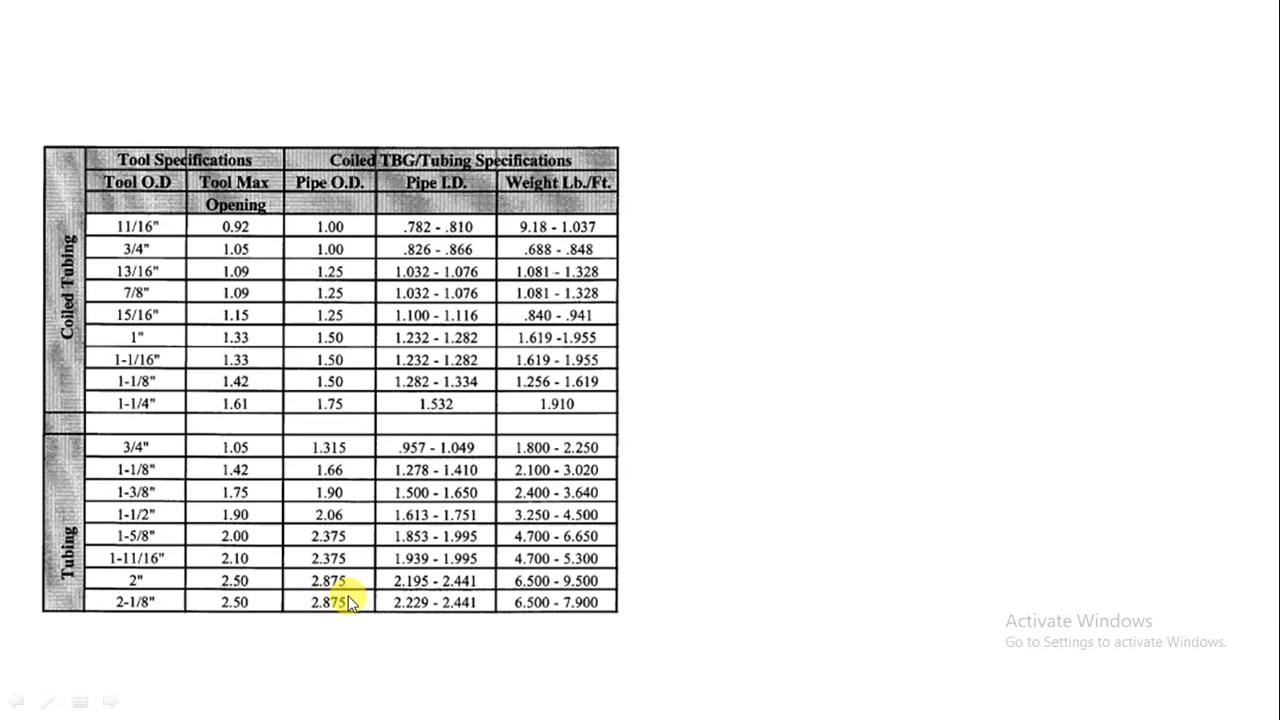 Tool Specifications Coiled TBG/Tubing Specifications
Tool O.D Tool Max Opening Pipe O.D. Pipe I.D. Weight Lb./Ft.
Coiled Tubing
11/16" 0.92 1.00 .782 - .810 9.18 - 1.037
3/4" 1.05 1.00 .826 - .866 .688 - .848
13/16" 1.09 1.25 1.032 - 1.076 1.081 - 1.328
7/8" 1.09 1.25 1.032 - 1.076 1.081 - 1.328
15/16" 1.15 1.25 1.100 - 1.116 .840 - .941
1" 1.33 1.50 1.232 - 1.282 1.619 -1.955
1-1/16" 1.33 1.50 1.232 - 1.282 1.619 - 1.955
1-1/8" 1.42 1.50 1.282 - 1.334 1.256 - 1.619
1-1/4" 1.61 1.75 1.532 1.910
Tubing
3/4" 1.05 1.315 .957 - 1.049 1.800 - 2.250
1-1/8" 1.42 1.66 1.278 - 1.410 2.100 - 3.020
1-3/8" 1.75 1.90 1.500 - 1.650 2.400 - 3.640
1-1/2" 1.90 2.06 1.613 - 1.751 3.250 - 4.500
1-5/8" 2.00 2.375 1.853 - 1.995 4.700 - 6.650
1-11/16" 2.10 2.375 1.939 - 1.995 4.700 - 5.300
2" 2.50 2.875 2.195 - 2.441 6.500 - 9.500
2-1/8" 2.50 2.875 2.229 - 2.441 6.500 - 7.900
Activate Windows
Go to Settings to activate Windows.